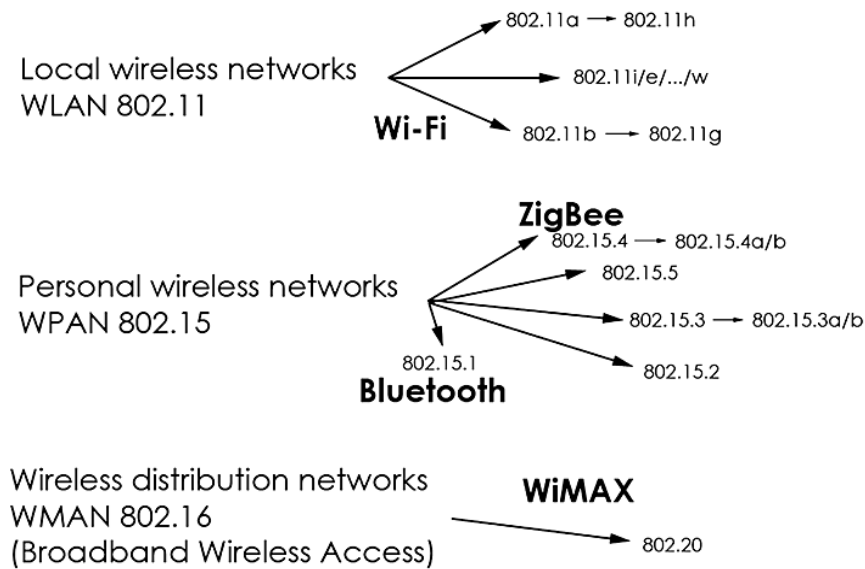 802.11a 802.11h
Local wireless networks
WLAN 802.11
802.11i/e/.../w
Wi-Fi
802.11b 802.11g
ZigBee
802.15.4 802.15.4a/b
802.15.5
Personal wireless networks
WPAN 802.15
802.15.3 802.15.3a/b
802.15.1
802.15.2
Bluetooth
Wireless distribution networks
WMAN 802.16
(Broadband Wireless Access)
WiMAX
802.20